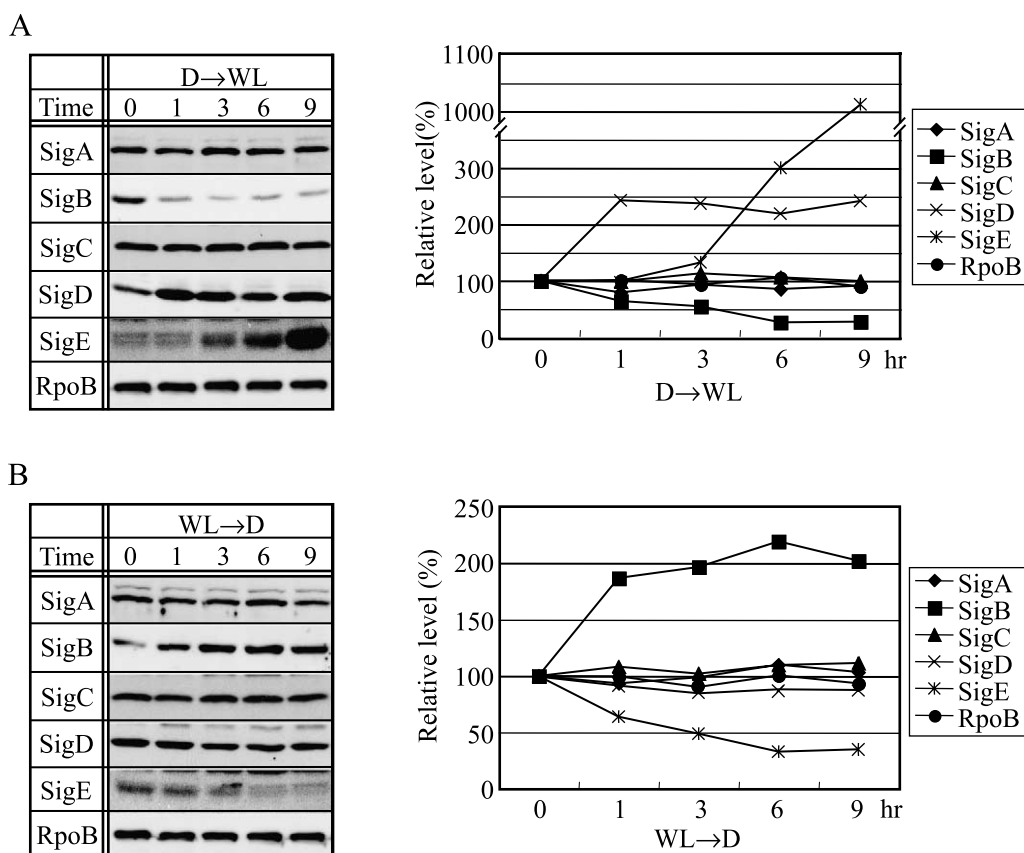 A
D→WL
Time 0 1 3 6 9
SigA
SigB
SigC
SigD
SigE
RpoB
1100
1000
300
200
100
0
Relative level(%)
0 1 3 6 9 hr
D→WL
SigA
SigB
SigC
SigD
SigE
RpoB
B
WL→D
Time 0 1 3 6 9
SigA
SigB
SigC
SigD
SigE
RpoB
250
200
150
100
50
0
Relative level (%)
0 1 3 6 9 hr
WL→D
SigA
SigB
SigC
SigD
SigE
RpoB